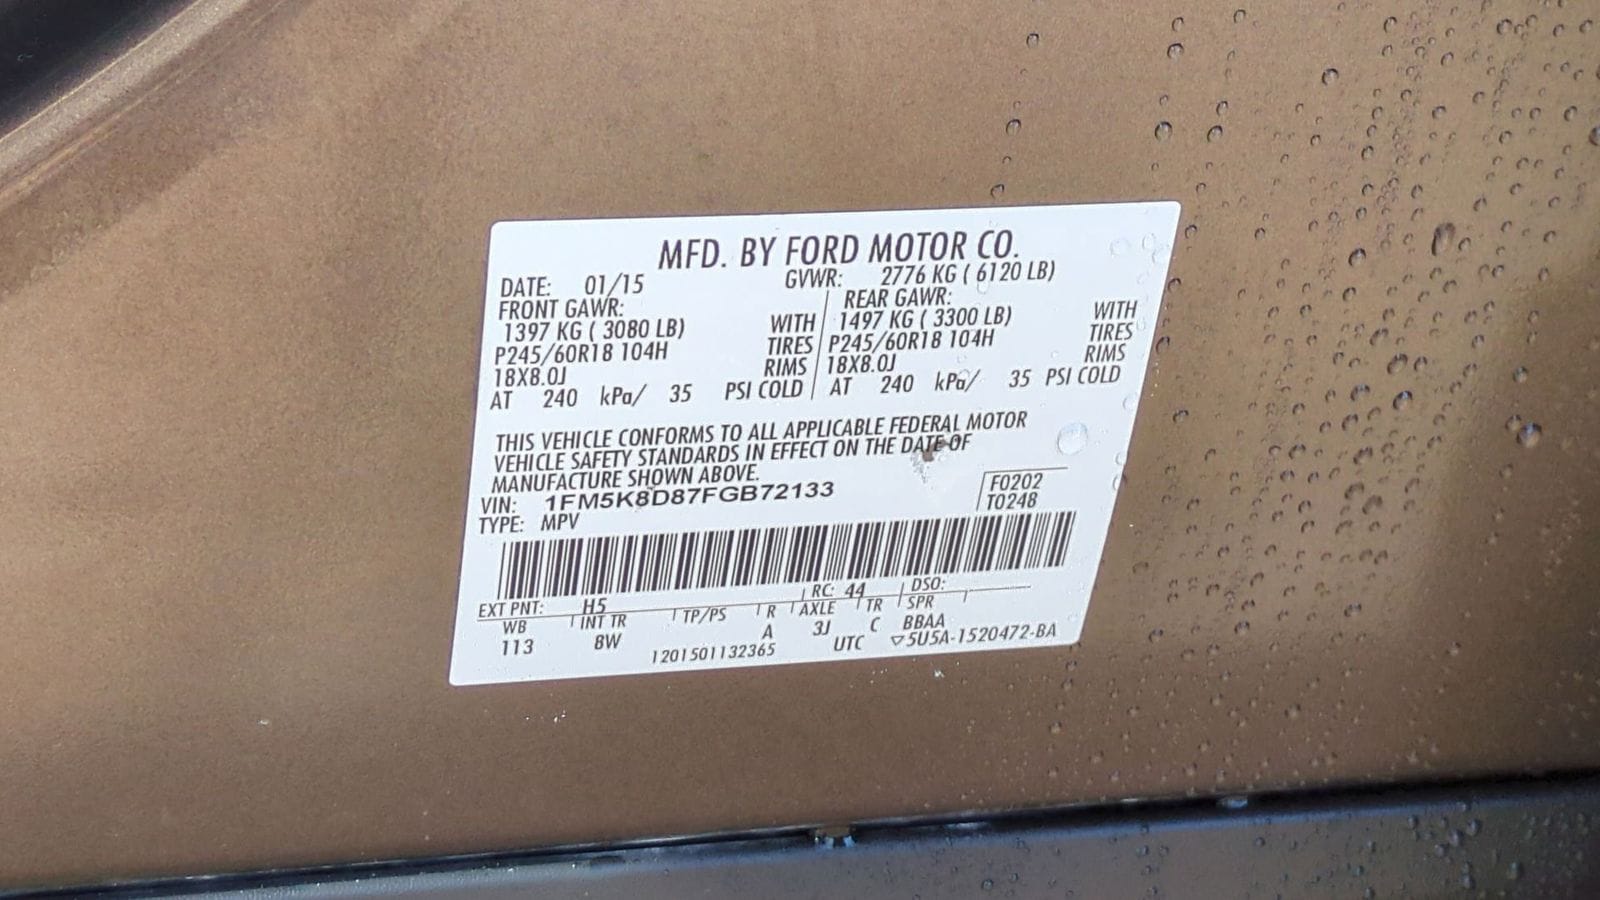 MFD. BY FORD MOTOR CO.
DATE: 01/15 GVWR: 2776 KG ( 6120 LB)
FRONT GAWR: REAR GAWR:
1397 KG ( 3080 LB) WITH 1497 KG ( 3300 LB) WITH
P245/60R18 104H TIRES P245/60R18 104H TIRES
18X8.0J RIMS 18X8.0J RIMS
AT 240 kPa/ 35 PSI COLD AT 240 kPa/ 35 PSI COLD
THIS VEHICLE CONFORMS TO ALL APPLICABLE FEDERAL MOTOR
VEHICLE SAFETY STANDARDS IN EFFECT ON THE DATE OF
MANUFACTURE SHOWN ABOVE.
VIN: 1FM5K8D87FGB72133 F0202
TYPE: MPV T0248
EXT PNT: H5 RC: 44 DSO:
WB INT TR TP/PS R AXLE TR SPR
113 8W A 3J C BBAA
1201501132365 UTC ▽5U5A-1520472-BA